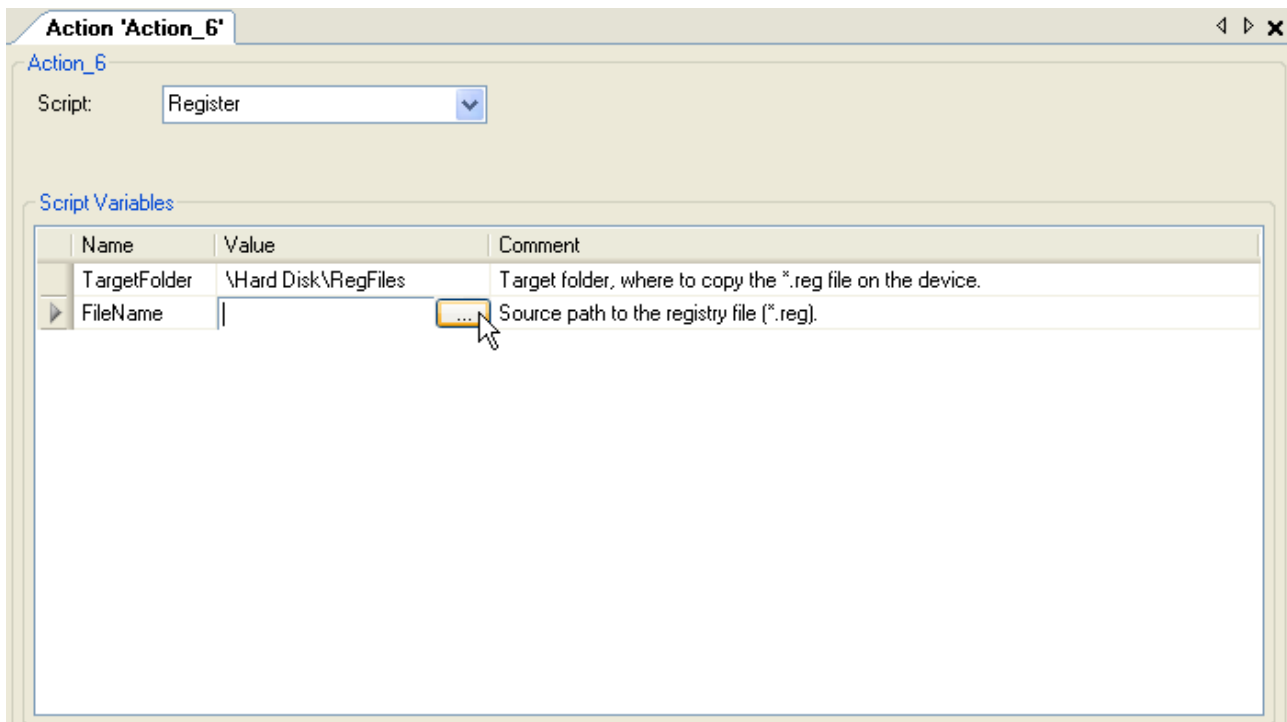 Action 'Action_6'
Action_6
Script: Register
Script Variables
Name Value Comment
TargetFolder \Hard Disk\RegFiles Target folder, where to copy the *.reg file on the device.
FileName ... Source path to the registry file (*.reg).